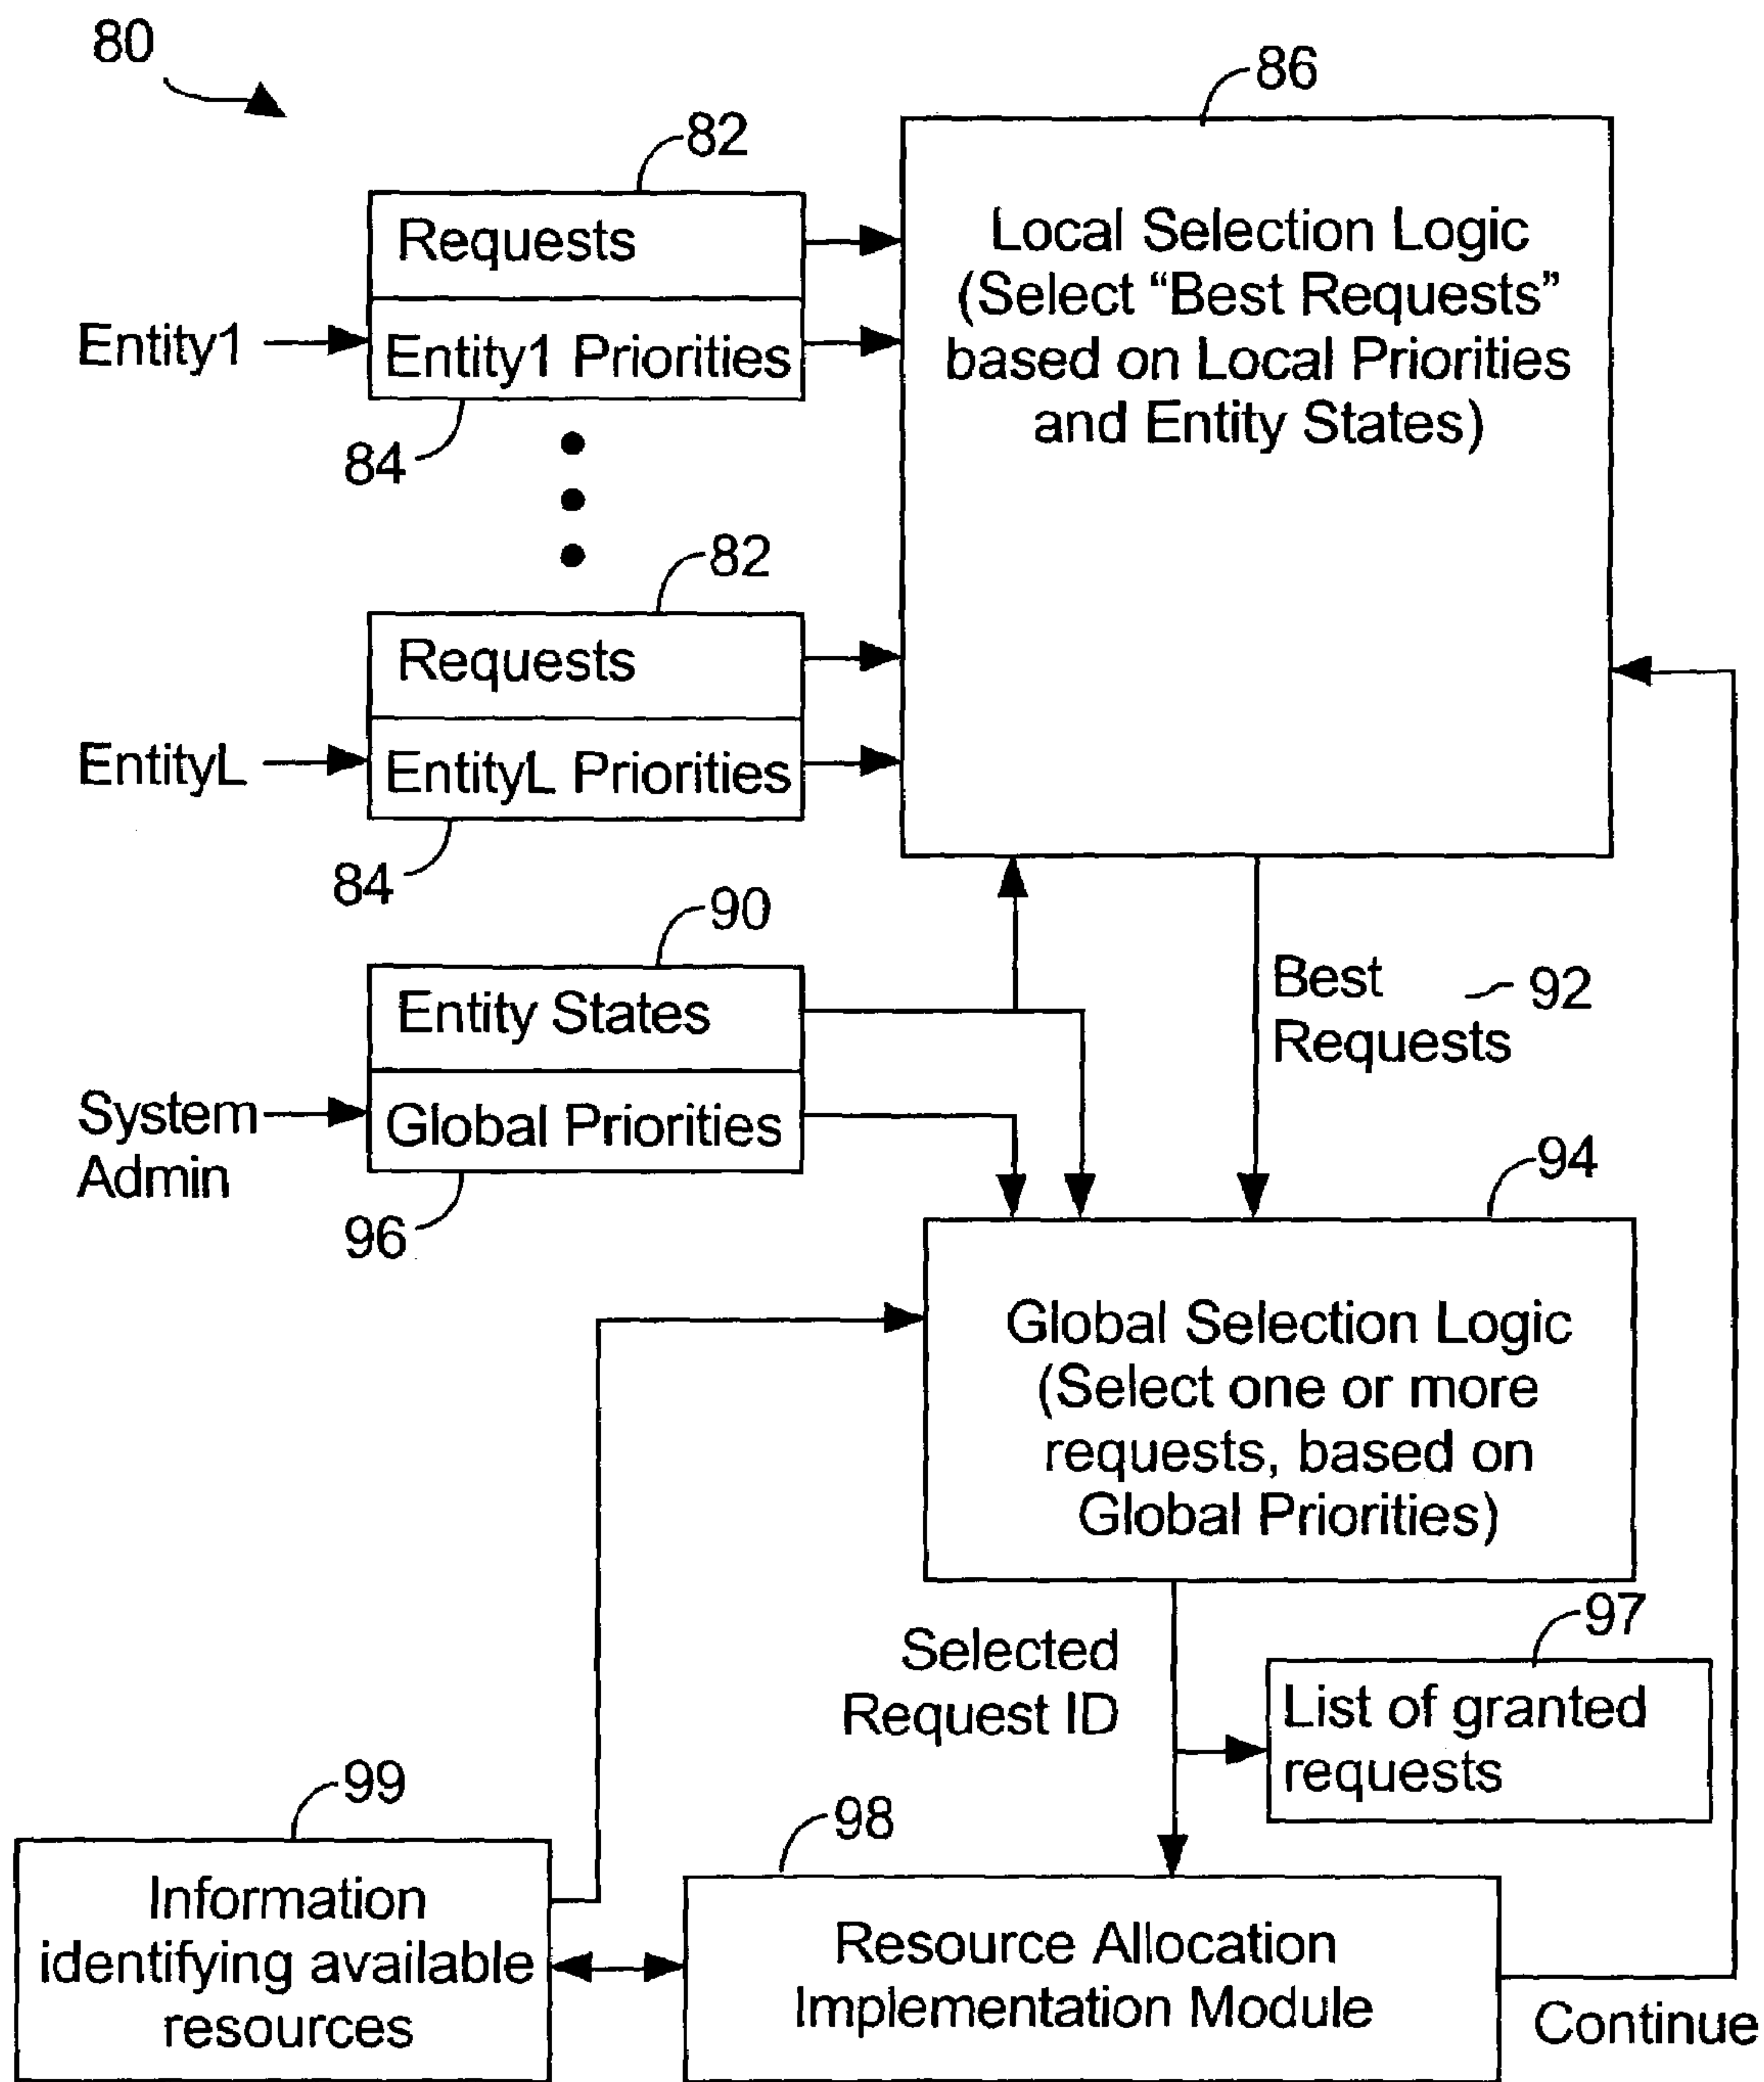 80
86
82
Requests
Entity1
Entity1 Priorities
84
Local Selection Logic
(Select “Best Requests”
based on Local Priorities
and Entity States)
82
Requests
EntityL
EntityL Priorities
84
90
Entity States
System
Admin
Global Priorities
96
Best
Requests
92
94
Global Selection Logic
(Select one or more
requests, based on
Global Priorities)
Selected
Request ID
97
List of granted
requests
99
Information
identifying available
resources
98
Resource Allocation
Implementation Module
Continue